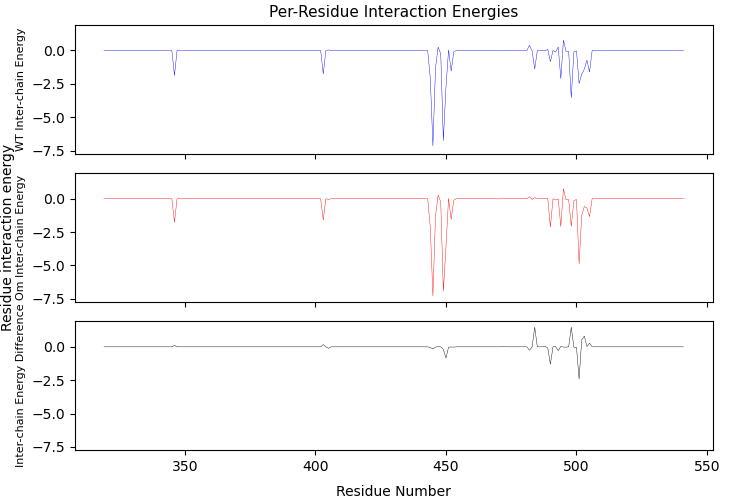 Per-Residue Interaction Energies
Residue interaction energy
WT Inter-chain Energy
0.0
−2.5
−5.0
−7.5
Om Inter-chain Energy
0.0
−2.5
−5.0
−7.5
Inter-chain Energy Difference
0.0
−2.5
−5.0
−7.5
350 400 450 500 550
Residue Number